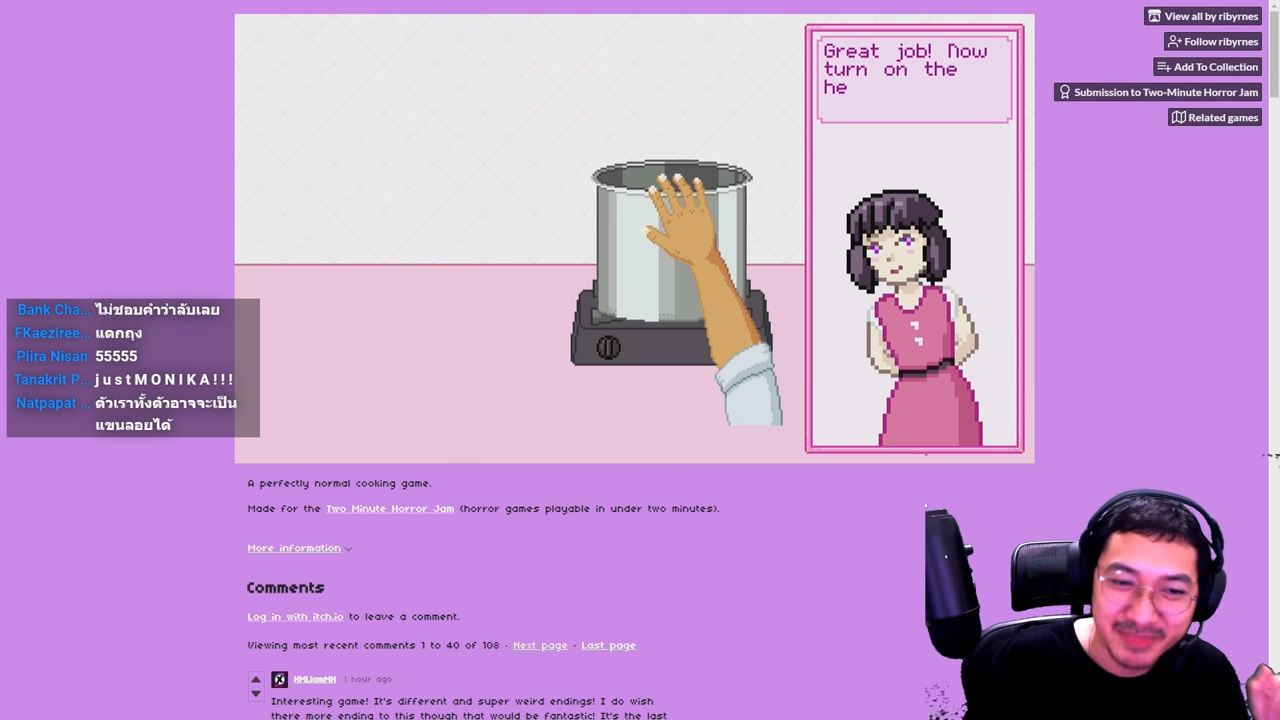 View all by ribyrnes
Follow ribyrnes
Add To Collection
Submission to Two-Minute Horror Jam
Related games
Great job! Now
turn on the
he
Bank Cha... ไม่ชอบคำว่าลับเลย
FKaeziree... แตกถุง
Piira Nisan 55555
Tanakrit P... j u s t M O N I K A ! ! !
Natpapat ... ตัวเราทั้งตัวอาจจะเป็น
แขนลอยได้
A perfectly normal cooking game.
Made for the Two Minute Horror Jam (horror games playable in under two minutes).
More information
Comments
Log in with itch.io to leave a comment.
Viewing most recent comments 1 to 40 of 108 · Next page · Last page
1 hour ago
Interesting game! It's different and super weird endings! I do wish
there more ending to this though that would be fantastic! It's the last